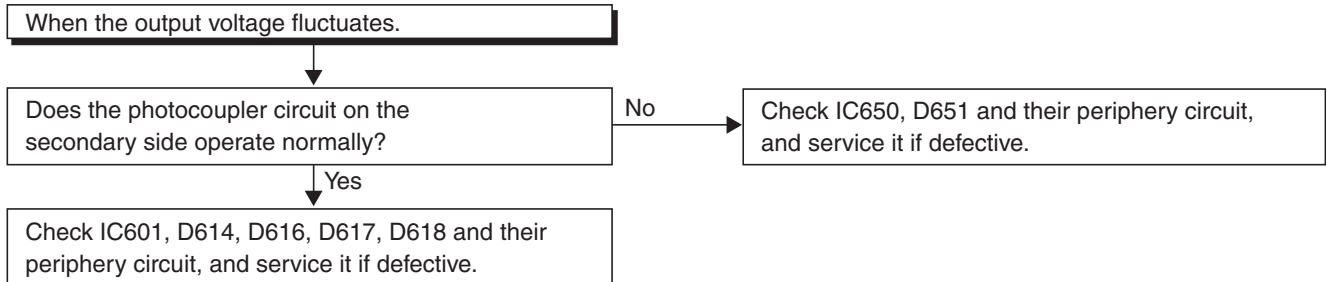 When the output voltage fluctuates.
Does the photocoupler circuit on the
secondary side operate normally?
No
Check IC650, D651 and their periphery circuit,
and service it if defective.
Yes
Check IC601, D614, D616, D617, D618 and their
periphery circuit, and service it if defective.